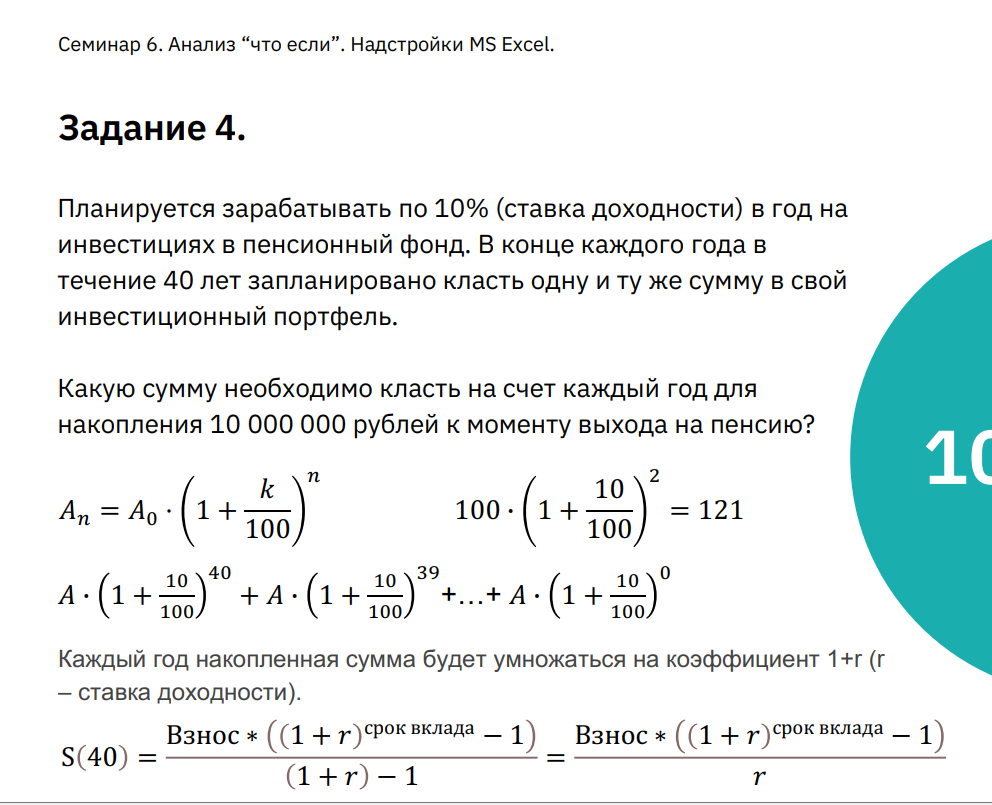 Семинар 6. Анализ “что если”. Надстройки MS Excel.
Задание 4.
Планируется зарабатывать по 10% (ставка доходности) в год на
инвестициях в пенсионный фонд. В конце каждого года в
течение 40 лет запланировано класть одну и ту же сумму в свой
инвестиционный портфель.
Какую сумму необходимо класть на счет каждый год для
накопления 10 000 000 рублей к моменту выхода на пенсию?
10
Aₙ = A₀ · (1 + k/100)ⁿ 100 · (1 + 10/100)² = 121
A · (1 + 10/100)⁴⁰ + A · (1 + 10/100)³⁹ +…+ A · (1 + 10/100)⁰
Каждый год накопленная сумма будет умножаться на коэффициент 1+r (r
– ставка доходности).
S(40) = Взнос * ((1 + r)^срок вклада − 1) / (1 + r) − 1 = Взнос * ((1 + r)^срок вклада − 1) / r